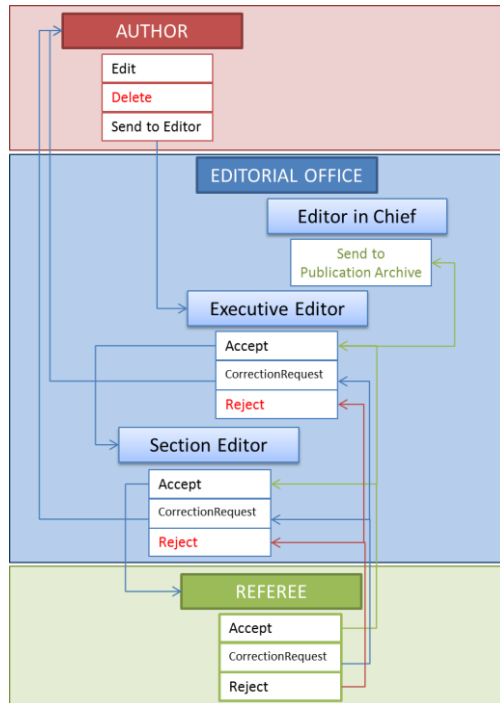 AUTHOR
Edit
Delete
Send to Editor
EDITORIAL OFFICE
Editor in Chief
Send to
Publication Archive
Executive Editor
Accept
CorrectionRequest
Reject
Section Editor
Accept
CorrectionRequest
Reject
REFEREE
Accept
CorrectionRequest
Reject